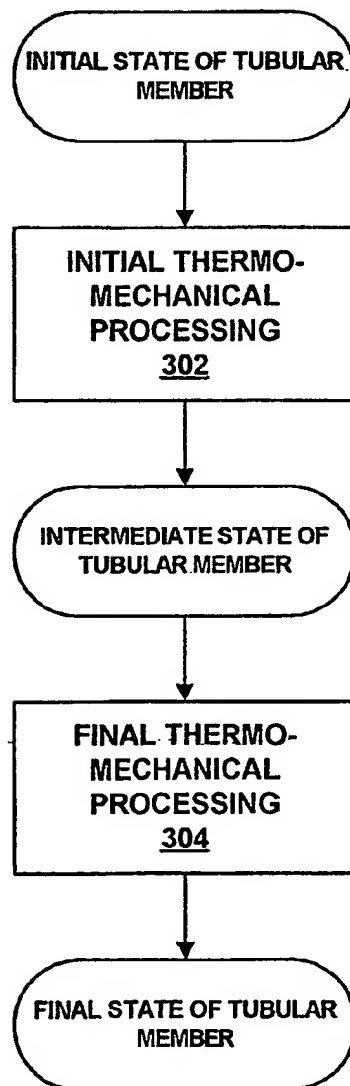 INITIAL STATE OF TUBULAR
MEMBER
INITIAL THERMO-
MECHANICAL
PROCESSING
302
INTERMEDIATE STATE OF
TUBULAR MEMBER
FINAL THERMO-
MECHANICAL
PROCESSING
304
FINAL STATE OF TUBULAR
MEMBER